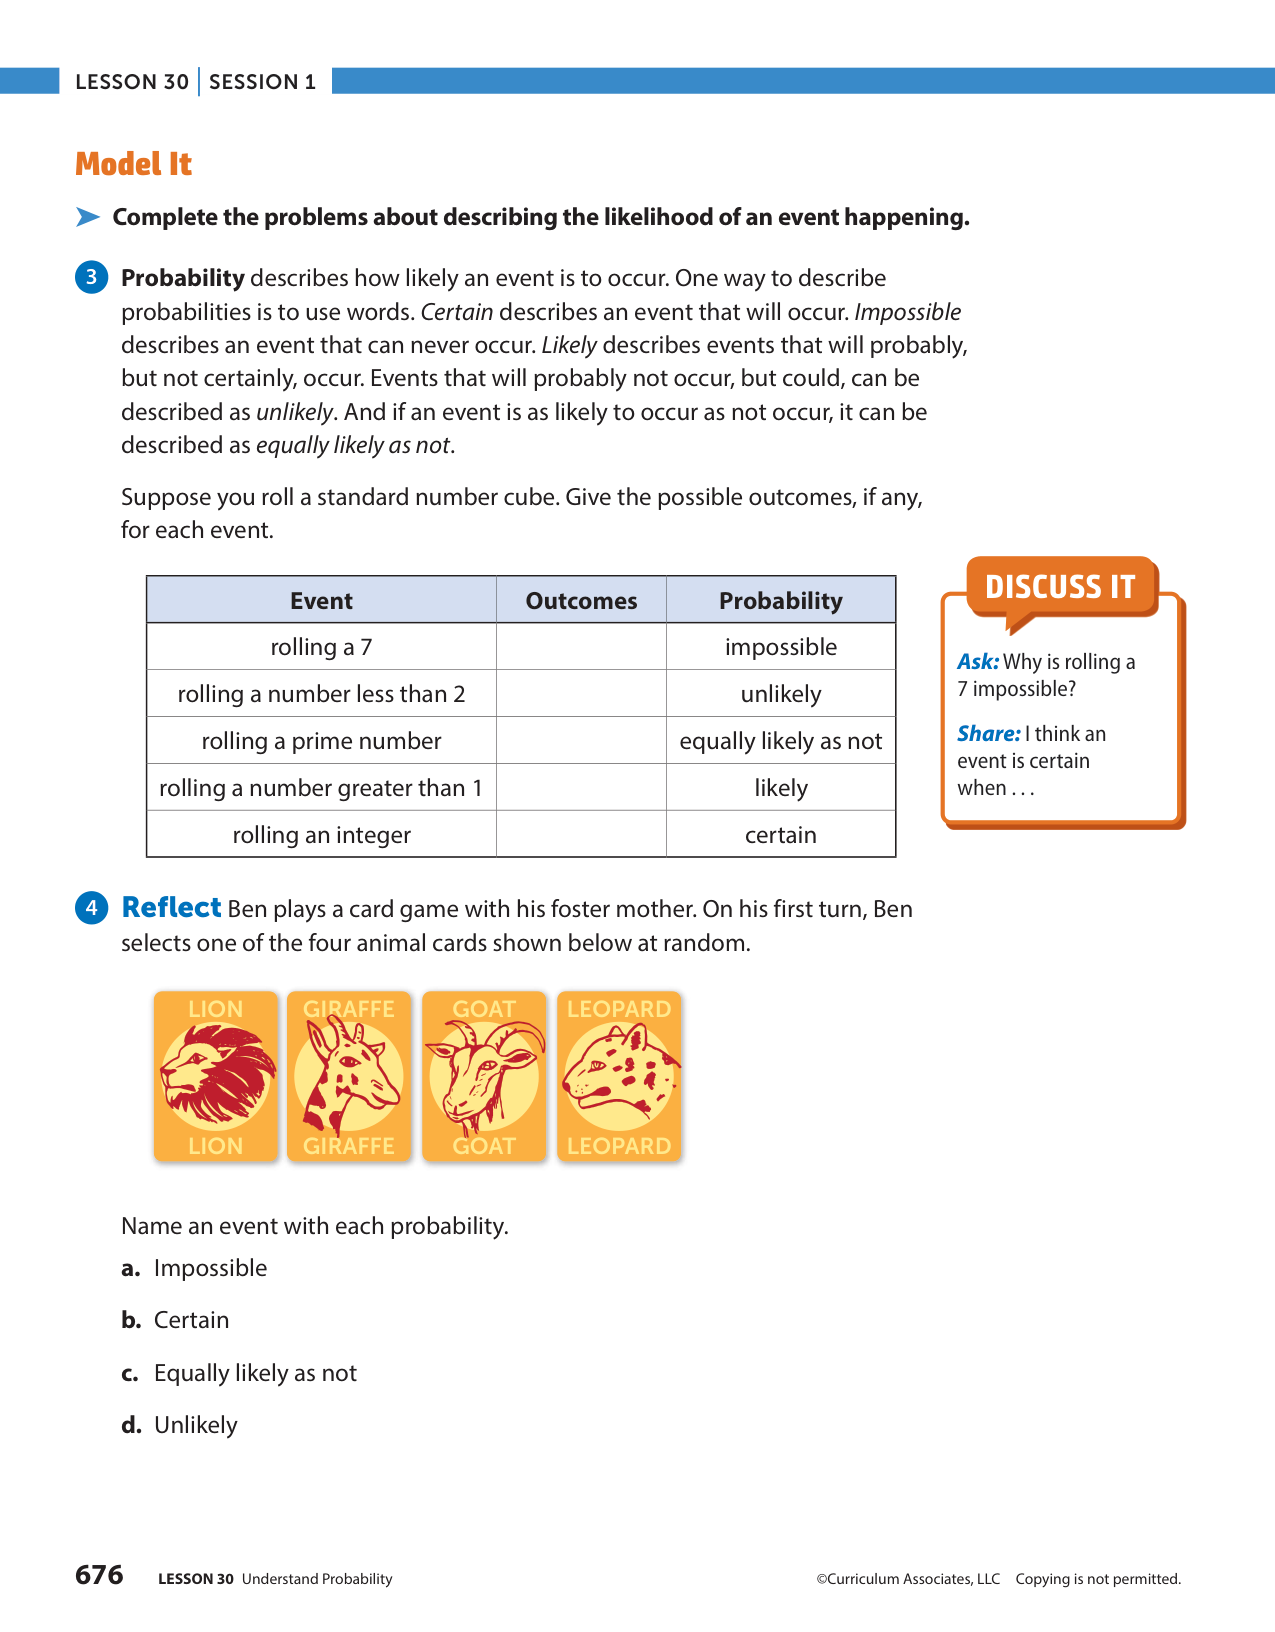 LESSON 30 | SESSION 1
Model It
Complete the problems about describing the likelihood of an event happening.
3 Probability describes how likely an event is to occur. One way to describe
probabilities is to use words. Certain describes an event that will occur. Impossible
describes an event that can never occur. Likely describes events that will probably,
but not certainly, occur. Events that will probably not occur, but could, can be
described as unlikely. And if an event is as likely to occur as not occur, it can be
described as equally likely as not.
Suppose you roll a standard number cube. Give the possible outcomes, if any,
for each event.
Event Outcomes Probability
rolling a 7 impossible
rolling a number less than 2 unlikely
rolling a prime number equally likely as not
rolling a number greater than 1 likely
rolling an integer certain
DISCUSS IT
Ask: Why is rolling a
7 impossible?
Share: I think an
event is certain
when . . .
4 Reflect Ben plays a card game with his foster mother. On his first turn, Ben
selects one of the four animal cards shown below at random.
LION GIRAFFE GOAT LEOPARD
LION GIRAFFE GOAT LEOPARD
Name an event with each probability.
a. Impossible
b. Certain
c. Equally likely as not
d. Unlikely
676 LESSON 30 Understand Probability ©Curriculum Associates, LLC Copying is not permitted.